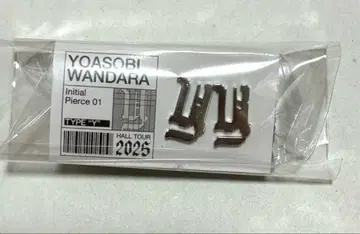 YOASOBI
WANDARA
Initial
Pierce 01
TYPE "Y"
HALL TOUR
2025